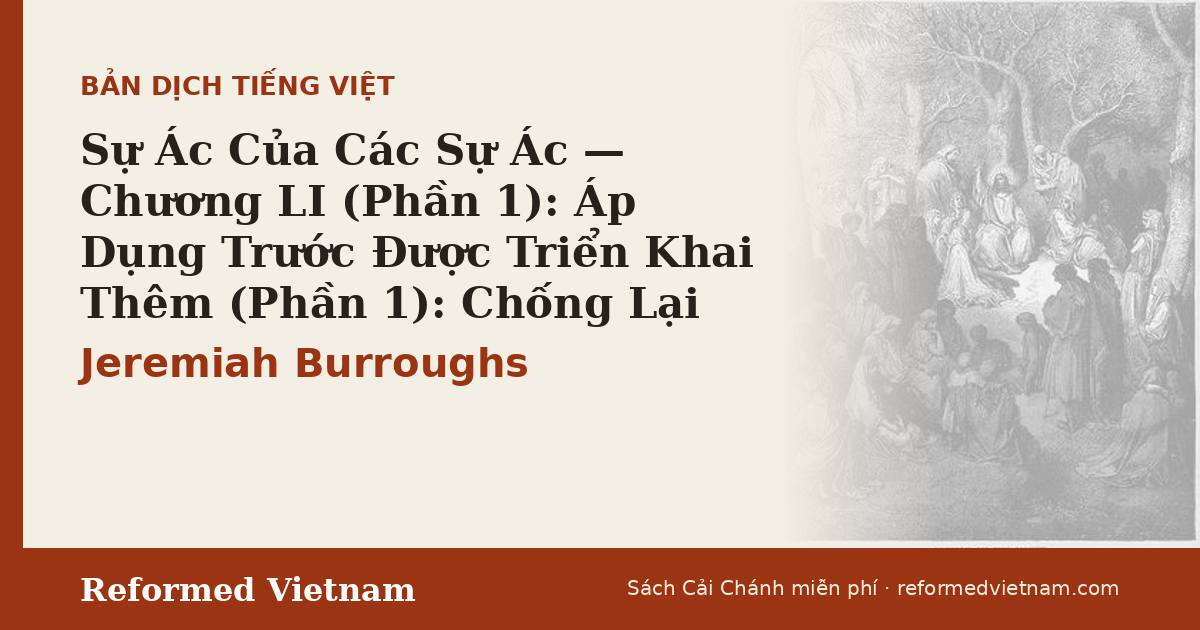 BẢN DỊCH TIẾNG VIỆT
Sự Ác Của Các Sự Ác —
Chương LI (Phần 1): Áp
Dụng Trước Được Triển Khai
Thêm (Phần 1): Chống Lại
Jeremiah Burroughs
Reformed Vietnam
Sách Cải Chánh miễn phí · reformedvietnam.com